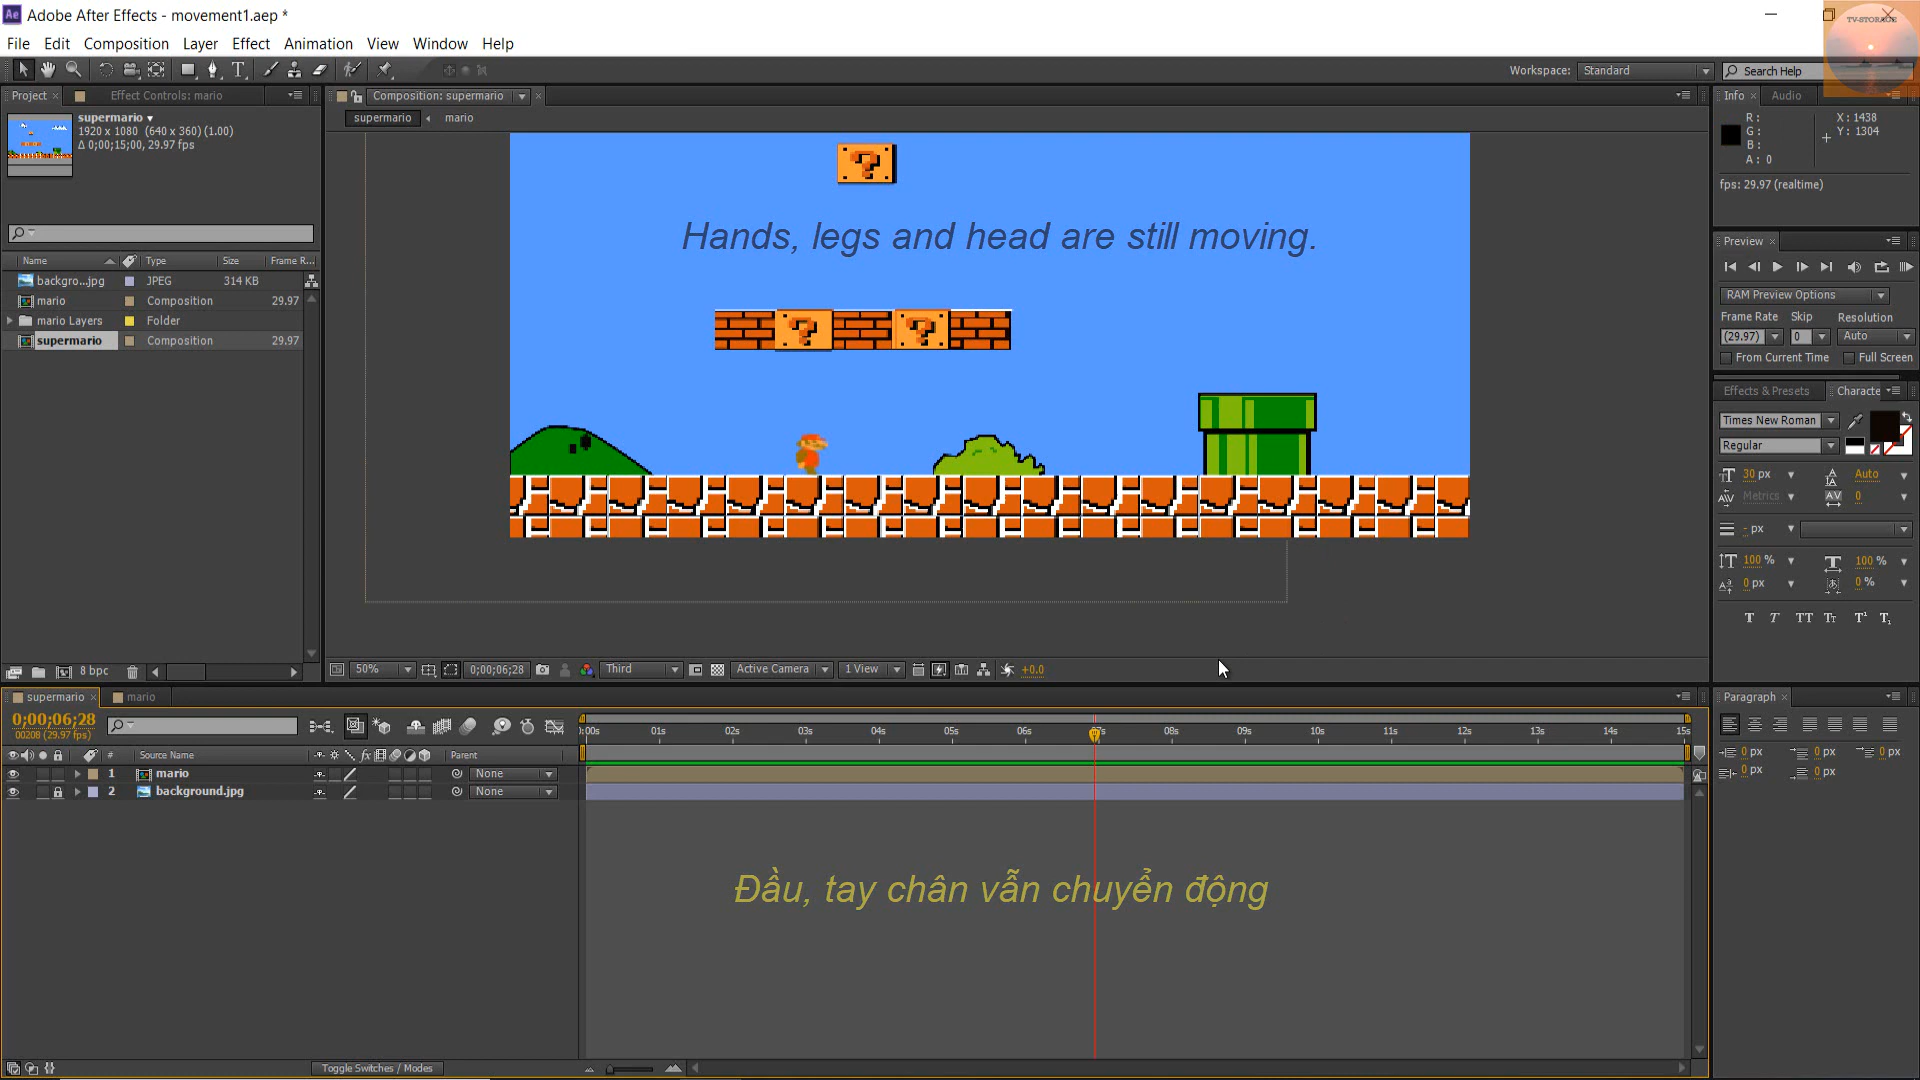 Adobe After Effects - movement1.aep *
File Edit Composition Layer Effect Animation View Window Help
Workspace: Standard
Search Help
TV-STORAGE
Project
Effect Controls: mario
Composition: supermario
Info
Audio
supermario
1920 x 1080 (640 x 360) (1.00)
Δ 0;00;15;00, 29.97 fps
supermario
mario
R :
G :
B :
A : 0
X : 1438
Y : 1304
fps: 29.97 (realtime)
Hands, legs and head are still moving.
Preview
RAM Preview Options
Frame Rate Skip Resolution
(29.97) 0 Auto
From Current Time Full Screen
Name Type Size Frame R...
backgro...jpg JPEG 314 KB
mario Composition 29.97
mario Layers Folder
supermario Composition 29.97
Effects & Presets
Characte
Times New Roman
Regular
30 px Auto
Metrics 0
- px
100 % 100 %
0 px 0 %
T T TT Tt T¹ T₁
8 bpc
50%
0;00;06;28
Third
Active Camera
1 View
+0.0
supermario
mario
Paragraph
0;00;06;28
00208 (29.97 fps)
):00s 01s 02s 03s 04s 05s 06s 7s 08s 09s 10s 11s 12s 13s 14s 15s
0 px 0 px 0 px
0 px 0 px
# Source Name fx Parent
1 mario None
2 background.jpg None
Đầu, tay chân vẫn chuyển động
Toggle Switches / Modes